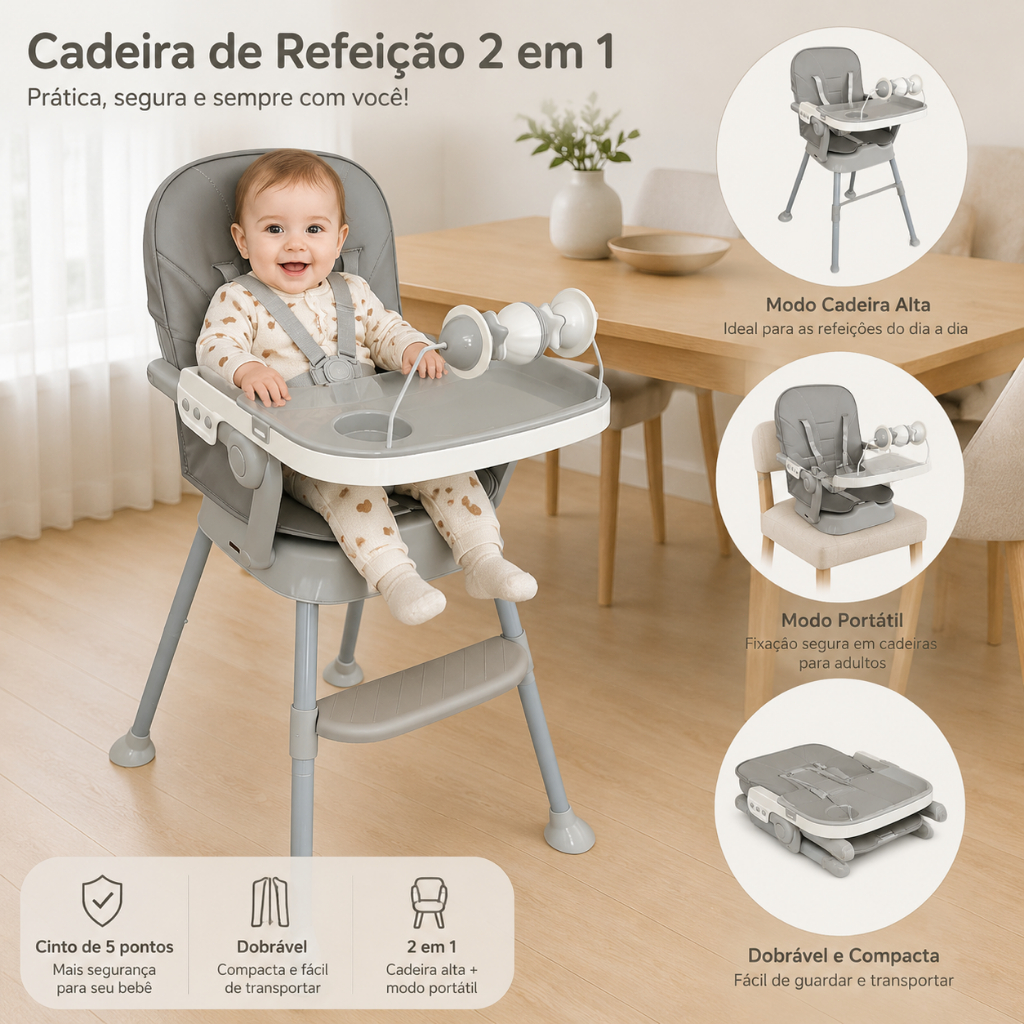 Cadeira de Refeição 2 em 1
Prática, segura e sempre com você!
Modo Cadeira Alta
Ideal para as refeições do dia a dia
Modo Portátil
Fixação segura em cadeiras
para adultos
Dobrável e Compacta
Fácil de guardar e transportar
Cinto de 5 pontos
Mais segurança
para seu bebê
Dobrável
Compacta e fácil
de transportar
2 em 1
Cadeira alta +
modo portátil